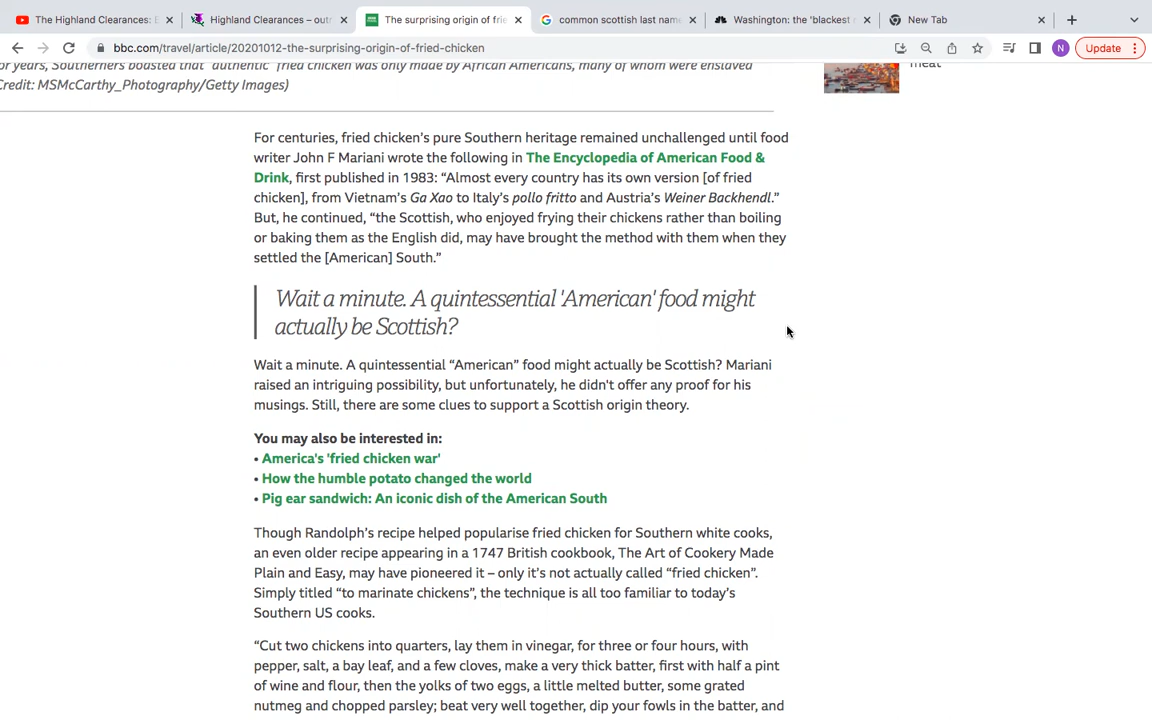 The Highland Clearances: E
Highland Clearances – outr
The surprising origin of frie
common scottish last name
Washington: the 'blackest s
New Tab
bbc.com/travel/article/20201012-the-surprising-origin-of-fried-chicken
N
Update
or years, Southerners boasted that "authentic" fried chicken was only made by African Americans, many of whom were enslaved
Credit: MSMcCarthy_Photography/Getty Images)
meat
For centuries, fried chicken's pure Southern heritage remained unchallenged until food
writer John F Mariani wrote the following in The Encyclopedia of American Food &
Drink, first published in 1983: “Almost every country has its own version [of fried
chicken], from Vietnam's Ga Xao to Italy's pollo fritto and Austria's Weiner Backhendl.”
But, he continued, “the Scottish, who enjoyed frying their chickens rather than boiling
or baking them as the English did, may have brought the method with them when they
settled the [American] South.”
Wait a minute. A quintessential 'American' food might
actually be Scottish?
Wait a minute. A quintessential “American” food might actually be Scottish? Mariani
raised an intriguing possibility, but unfortunately, he didn't offer any proof for his
musings. Still, there are some clues to support a Scottish origin theory.
You may also be interested in:
• America's 'fried chicken war'
• How the humble potato changed the world
• Pig ear sandwich: An iconic dish of the American South
Though Randolph's recipe helped popularise fried chicken for Southern white cooks,
an even older recipe appearing in a 1747 British cookbook, The Art of Cookery Made
Plain and Easy, may have pioneered it – only it's not actually called “fried chicken”.
Simply titled “to marinate chickens”, the technique is all too familiar to today's
Southern US cooks.
“Cut two chickens into quarters, lay them in vinegar, for three or four hours, with
pepper, salt, a bay leaf, and a few cloves, make a very thick batter, first with half a pint
of wine and flour, then the yolks of two eggs, a little melted butter, some grated
nutmeg and chopped parsley; beat very well together, dip your fowls in the batter, and